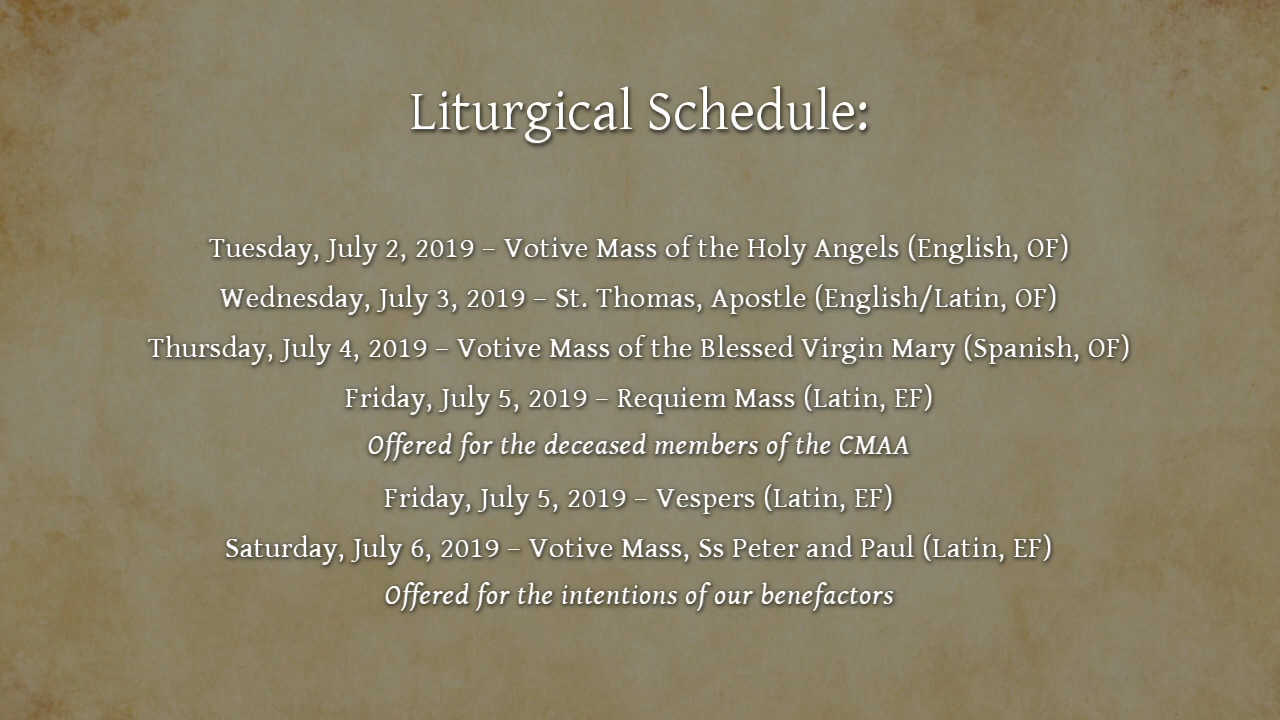 Liturgical Schedule:
Tuesday, July 2, 2019 – Votive Mass of the Holy Angels (English, OF)
Wednesday, July 3, 2019 – St. Thomas, Apostle (English/Latin, OF)
Thursday, July 4, 2019 – Votive Mass of the Blessed Virgin Mary (Spanish, OF)
Friday, July 5, 2019 – Requiem Mass (Latin, EF)
Offered for the deceased members of the CMAA
Friday, July 5, 2019 – Vespers (Latin, EF)
Saturday, July 6, 2019 – Votive Mass, Ss Peter and Paul (Latin, EF)
Offered for the intentions of our benefactors